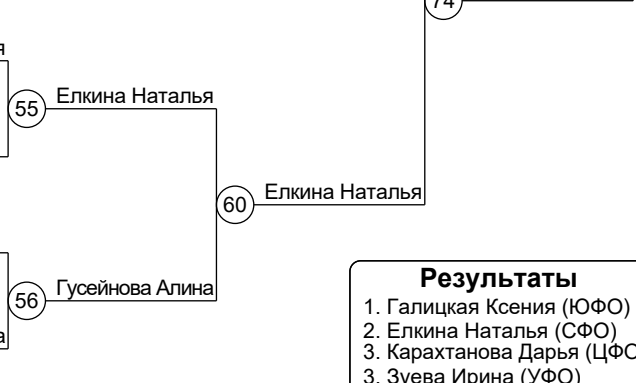 74
я
55 Елкина Наталья
60 Елкина Наталья
56 Гусейнова Алина
а
Результаты
1. Галицкая Ксения (ЮФО)
2. Елкина Наталья (СФО)
3. Карахтанова Дарья (ЦФО
3. Зуева Ирина (УФО)